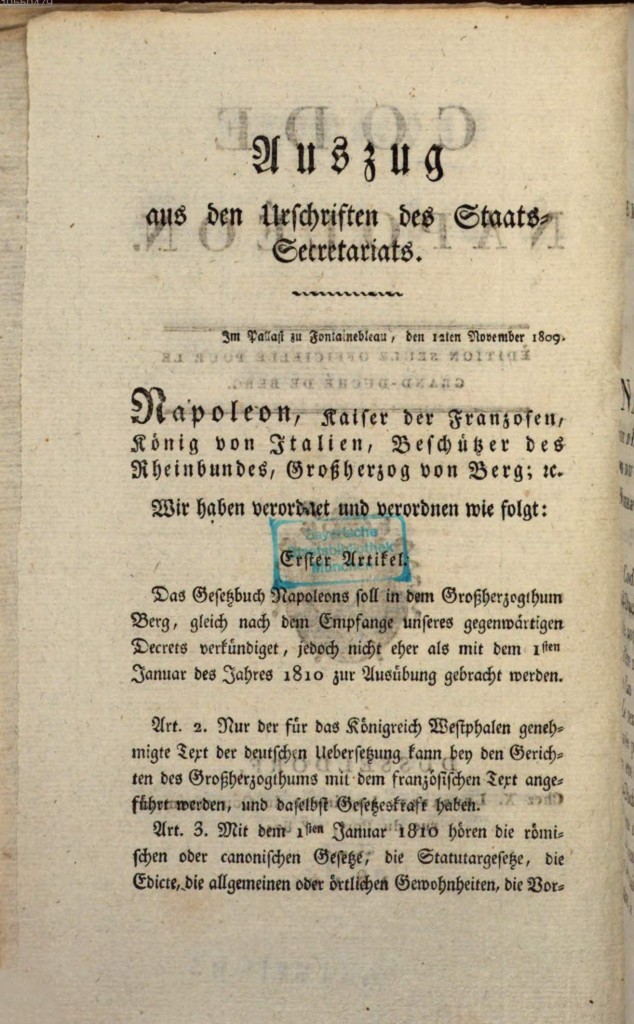 Auszug
aus den Urschriften des Staats-
Secretariats.
Im Pallast zu Fontainebleau, den 12ten November 1809.
Napoleon, Kaiser der Franzosen,
König von Italien, Beschützer des
Rheinbundes, Großherzog von Berg; ꝛc.
Wir haben verordnet und verordnen wie folgt:
Bayerische
Staatsbibliothek
München
Erster Artikel.
Das Gesetzbuch Napoleons soll in dem Großherzogthum
Berg, gleich nach dem Empfange unseres gegenwärtigen
Decrets verkündiget, jedoch nicht eher als mit dem 1sten
Januar des Jahres 1810 zur Ausübung gebracht werden.
Art. 2. Nur der für das Königreich Westphalen geneh-
migte Text der deutschen Uebersetzung kann bey den Gerich-
ten des Großherzogthums mit dem französischen Text ange-
führt werden, und daselbst Gesetzeskraft haben.
Art. 3. Mit dem 1sten Januar 1810 hören die römi-
schen oder canonischen Gesetze, die Statutargesetze, die
Edicte, die allgemeinen oder örtlichen Gewohnheiten, die Vor-